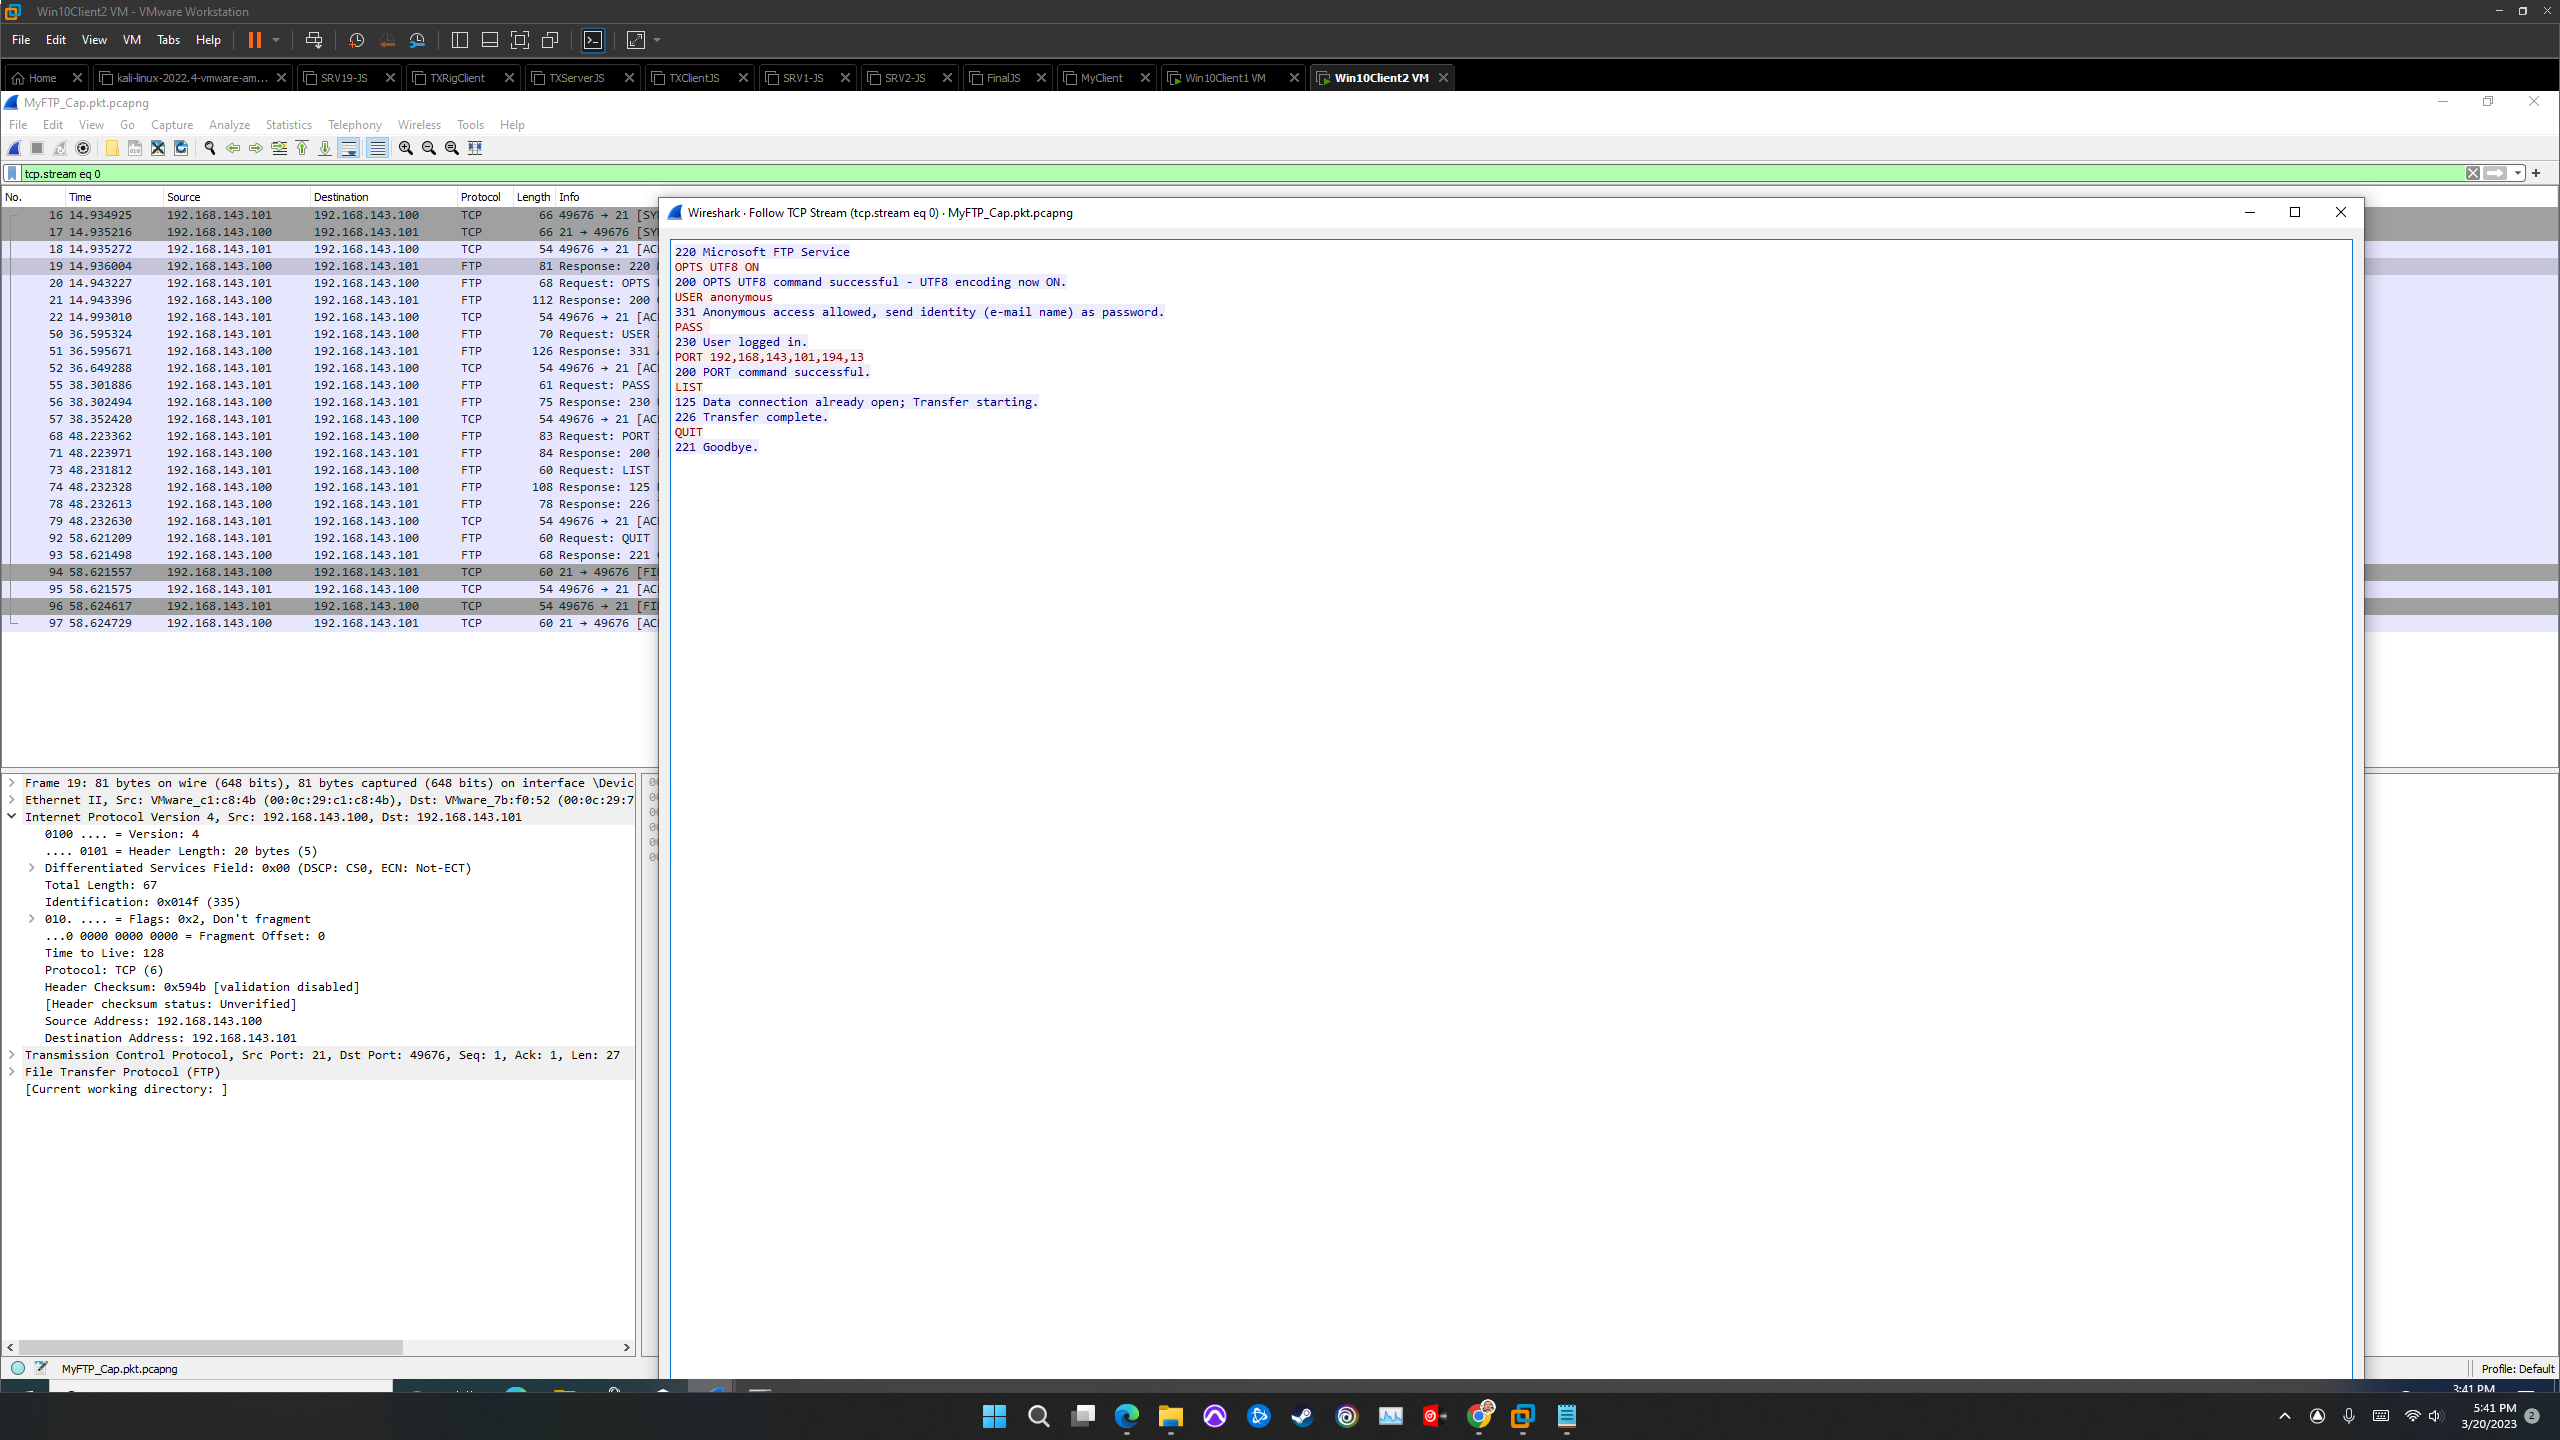 Win10Client2 VM - VMware Workstation
File Edit View VM Tabs Help
Home kali-linux-2022.4-vmware-am... SRV19-JS TXRigClient TXServerJS TXClientJS SRV1-JS SRV2-JS FinalJS MyClient Win10Client1 VM Win10Client2 VM
MyFTP_Cap.pkt.pcapng
File Edit View Go Capture Analyze Statistics Telephony Wireless Tools Help
tcp.stream eq 0
No. Time Source Destination Protocol Length Info
16 14.934925 192.168.143.101 192.168.143.100 TCP 66 49676 → 21 [SY
17 14.935216 192.168.143.100 192.168.143.101 TCP 66 21 → 49676 [SY
18 14.935272 192.168.143.101 192.168.143.100 TCP 54 49676 → 21 [AC
19 14.936004 192.168.143.100 192.168.143.101 FTP 81 Response: 220
20 14.943227 192.168.143.101 192.168.143.100 FTP 68 Request: OPTS
21 14.943396 192.168.143.100 192.168.143.101 FTP 112 Response: 200
22 14.993010 192.168.143.101 192.168.143.100 TCP 54 49676 → 21 [AC
50 36.595324 192.168.143.101 192.168.143.100 FTP 70 Request: USER
51 36.595671 192.168.143.100 192.168.143.101 FTP 126 Response: 331
52 36.649288 192.168.143.101 192.168.143.100 TCP 54 49676 → 21 [AC
55 38.301886 192.168.143.101 192.168.143.100 FTP 61 Request: PASS
56 38.302494 192.168.143.100 192.168.143.101 FTP 75 Response: 230
57 38.352420 192.168.143.101 192.168.143.100 TCP 54 49676 → 21 [AC
68 48.223362 192.168.143.101 192.168.143.100 FTP 83 Request: PORT
71 48.223971 192.168.143.100 192.168.143.101 FTP 84 Response: 200
73 48.231812 192.168.143.101 192.168.143.100 FTP 60 Request: LIST
74 48.232328 192.168.143.100 192.168.143.101 FTP 108 Response: 125
78 48.232613 192.168.143.100 192.168.143.101 FTP 78 Response: 226
79 48.232630 192.168.143.101 192.168.143.100 TCP 54 49676 → 21 [AC
92 58.621209 192.168.143.101 192.168.143.100 FTP 60 Request: QUIT
93 58.621498 192.168.143.100 192.168.143.101 FTP 68 Response: 221
94 58.621557 192.168.143.100 192.168.143.101 TCP 60 21 → 49676 [FI
95 58.621575 192.168.143.101 192.168.143.100 TCP 54 49676 → 21 [AC
96 58.624617 192.168.143.101 192.168.143.100 TCP 54 49676 → 21 [FI
97 58.624729 192.168.143.100 192.168.143.101 TCP 60 21 → 49676 [AC
Wireshark · Follow TCP Stream (tcp.stream eq 0) · MyFTP_Cap.pkt.pcapng
220 Microsoft FTP Service
OPTS UTF8 ON
200 OPTS UTF8 command successful - UTF8 encoding now ON.
USER anonymous
331 Anonymous access allowed, send identity (e-mail name) as password.
PASS
230 User logged in.
PORT 192,168,143,101,194,13
200 PORT command successful.
LIST
125 Data connection already open; Transfer starting.
226 Transfer complete.
QUIT
221 Goodbye.
Frame 19: 81 bytes on wire (648 bits), 81 bytes captured (648 bits) on interface \Devic
Ethernet II, Src: VMware_c1:c8:4b (00:0c:29:c1:c8:4b), Dst: VMware_7b:f0:52 (00:0c:29:7
Internet Protocol Version 4, Src: 192.168.143.100, Dst: 192.168.143.101
0100 .... = Version: 4
.... 0101 = Header Length: 20 bytes (5)
Differentiated Services Field: 0x00 (DSCP: CS0, ECN: Not-ECT)
Total Length: 67
Identification: 0x014f (335)
010. .... = Flags: 0x2, Don't fragment
...0 0000 0000 0000 = Fragment Offset: 0
Time to Live: 128
Protocol: TCP (6)
Header Checksum: 0x594b [validation disabled]
[Header checksum status: Unverified]
Source Address: 192.168.143.100
Destination Address: 192.168.143.101
Transmission Control Protocol, Src Port: 21, Dst Port: 49676, Seq: 1, Ack: 1, Len: 27
File Transfer Protocol (FTP)
[Current working directory: ]
MyFTP_Cap.pkt.pcapng
Profile: Default
3:41 PM
5:41 PM
3/20/2023
2